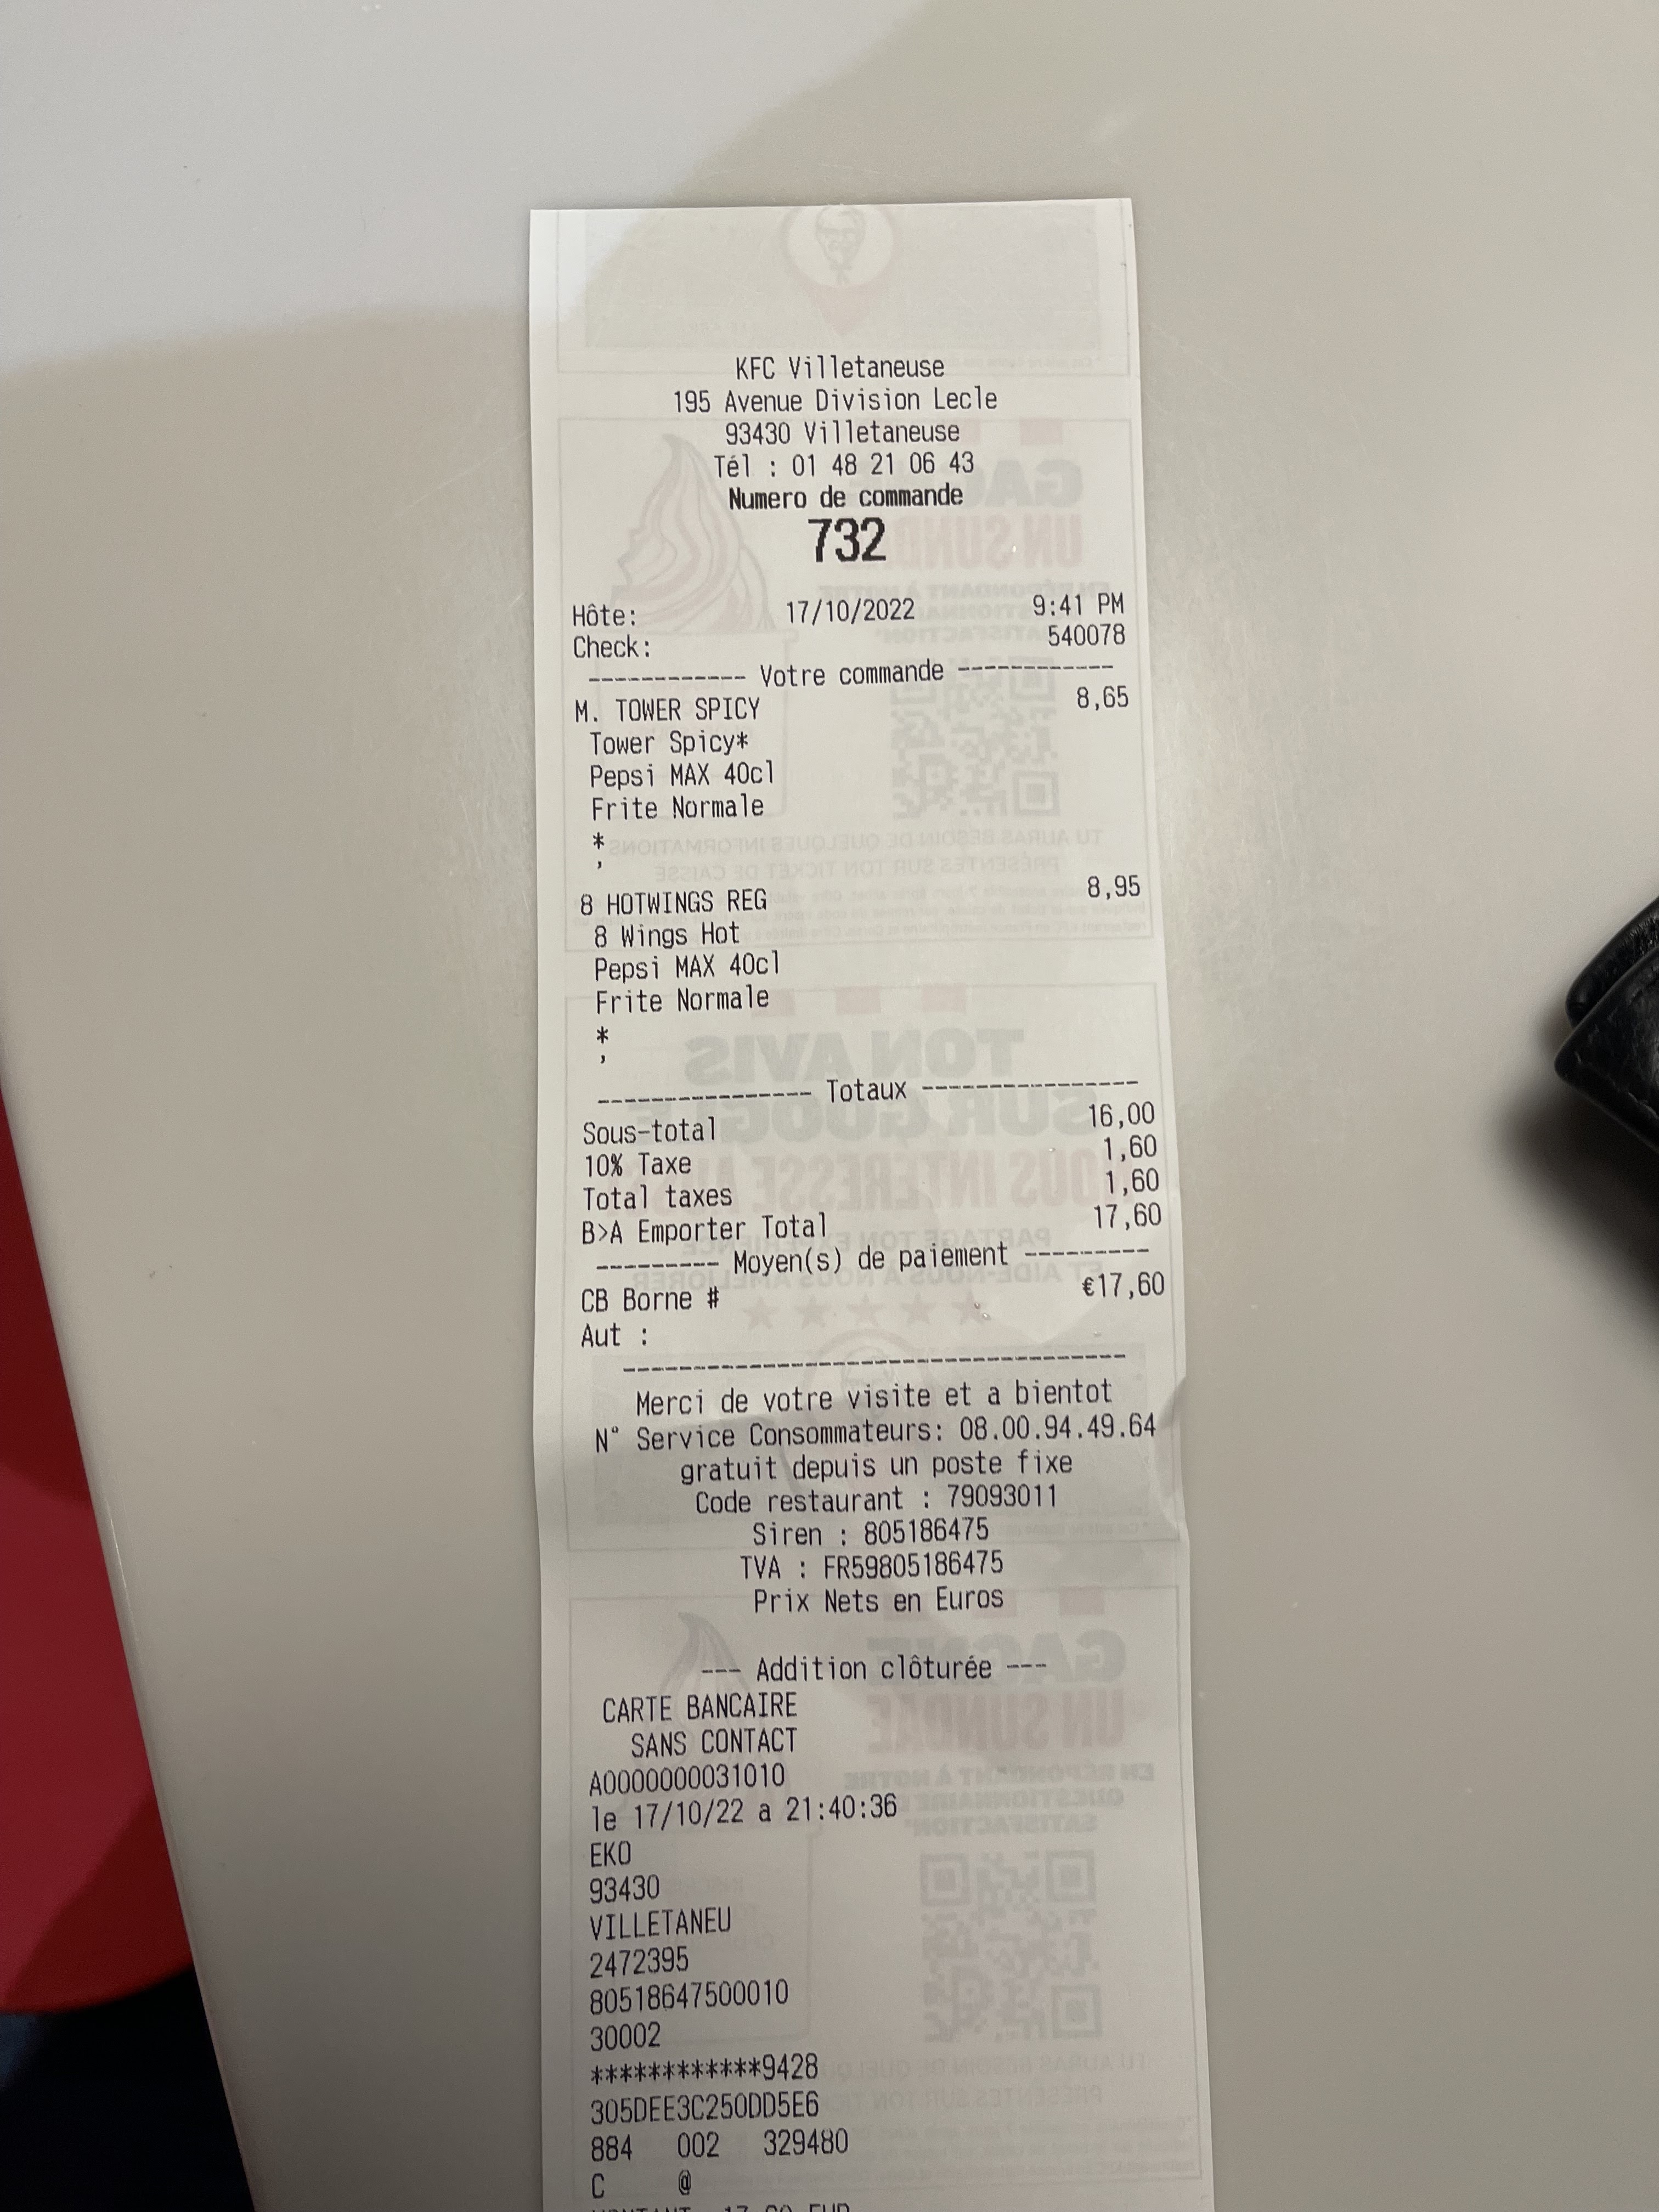 KFC Villetaneuse
195 Avenue Division Lecle
93430 Villetaneuse
Tél : 01 48 21 06 43
Numero de commande
732
Hôte: 17/10/2022 9:41 PM
Check: 540078
------------ Votre commande ------------
M. TOWER SPICY 8,65
Tower Spicy*
Pepsi MAX 40cl
Frite Normale
*
,
8 HOTWINGS REG 8,95
8 Wings Hot
Pepsi MAX 40cl
Frite Normale
*
,
---------------- Totaux ----------------
Sous-total 16,00
10% Taxe 1,60
Total taxes 1,60
B>A Emporter Total 17,60
--------- Moyen(s) de paiement ---------
CB Borne # €17,60
Aut :
------------------------------------
Merci de votre visite et a bientot
N° Service Consommateurs: 08.00.94.49.64
gratuit depuis un poste fixe
Code restaurant : 79093011
Siren : 805186475
TVA : FR59805186475
Prix Nets en Euros
--- Addition clôturée ---
CARTE BANCAIRE
SANS CONTACT
A0000000031010
le 17/10/22 a 21:40:36
EKO
93430
VILLETANEU
2472395
80518647500010
30002
************9428
305DEE3C250DD5E6
884 002 329480
C @